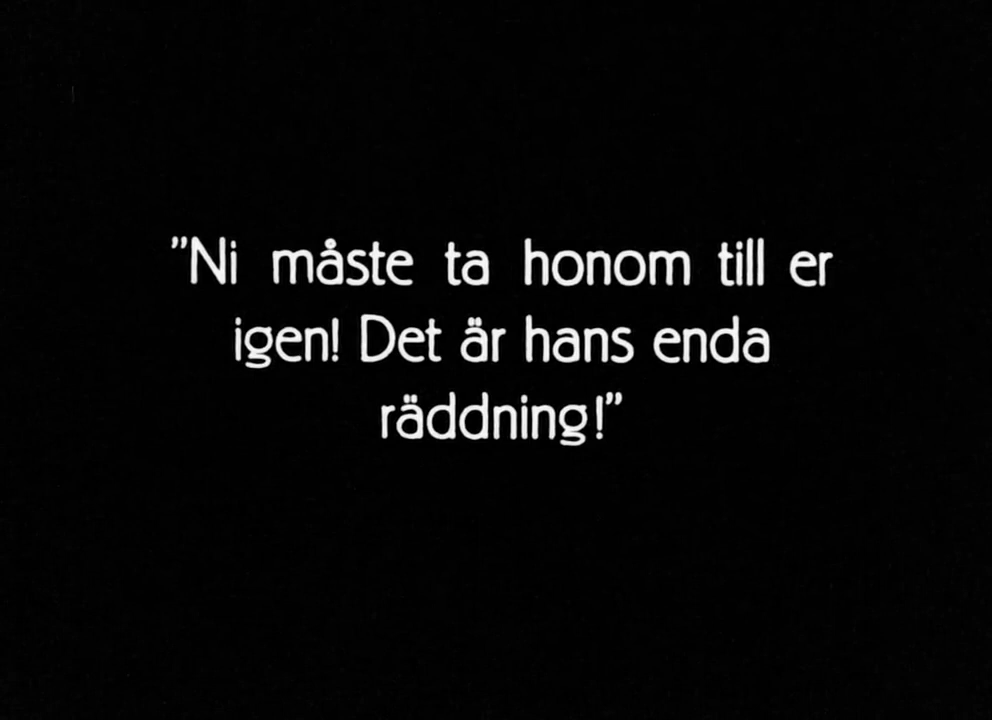 ”Ni måste ta honom till er
igen! Det är hans enda
räddning!”